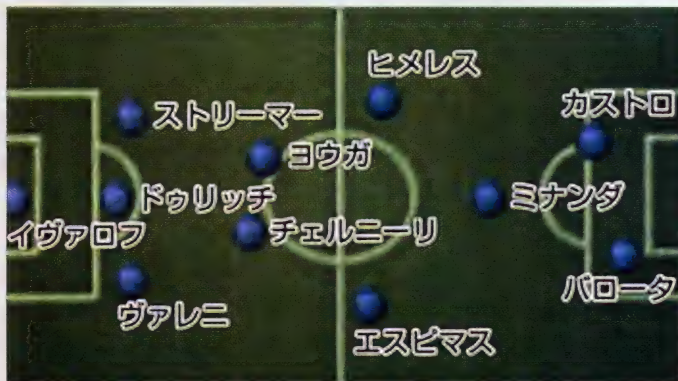 ヒメレス
カストロ
ストリーマー
ヨウガ
ドゥリッチ
ミナンダ
イヴァロフ
チェルニーリ
バロータ
ヴァレニ
エスピマス